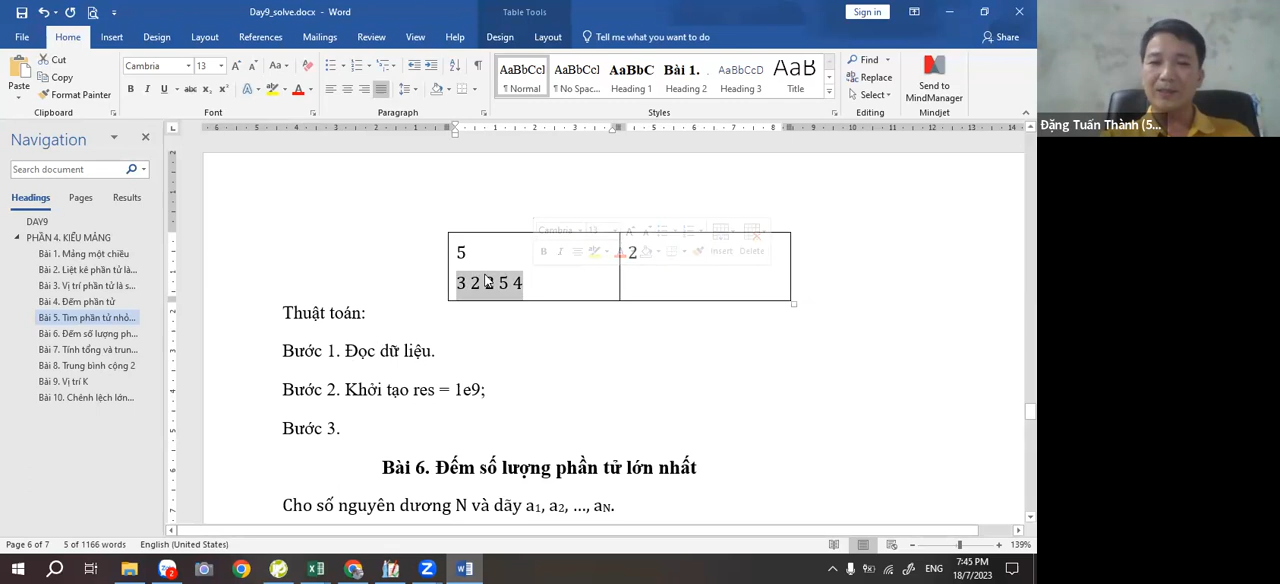 Day9_solve.docx - Word
Table Tools
Sign in
File
Home
Insert
Design
Layout
References
Mailings
Review
View
Help
Design
Layout
Tell me what you want to do
Share
Paste
Cut
Copy
Format Painter
Clipboard
Cambria
13
Font
Paragraph
AaBbCcl
¶ Normal
AaBbCcl
¶ No Spac...
AaBbC
Heading 1
Bài 1.
Heading 2
AaBbCcD
Heading 3
AaB
Title
Styles
Find
Replace
Select
Editing
Send to
MindManager
Mindjet
Đặng Tuấn Thành (5...
Navigation
Search document
Headings
Pages
Results
DAY9
PHẦN 4. KIỂU MẢNG
Bài 1. Mảng một chiều
Bài 2. Liệt kê phần tử là...
Bài 3. Vị trí phần tử là s...
Bài 4. Đếm phần tử
Bài 5. Tìm phần tử nhỏ...
Bài 6. Đếm số lượng ph...
Bài 7. Tính tổng và trun...
Bài 8. Trung bình cộng 2
Bài 9. Vị trí K
Bài 10. Chênh lệch lớn...
Cambria
13
Insert
Delete
5
2
3 2 2 5 4
Thuật toán:
Bước 1. Đọc dữ liệu.
Bước 2. Khởi tạo res = 1e9;
Bước 3.
Bài 6. Đếm số lượng phần tử lớn nhất
Cho số nguyên dương N và dãy a1, a2, ..., aN.
Page 6 of 7
5 of 1166 words
English (United States)
139%
ENG
7:45 PM
18/7/2023